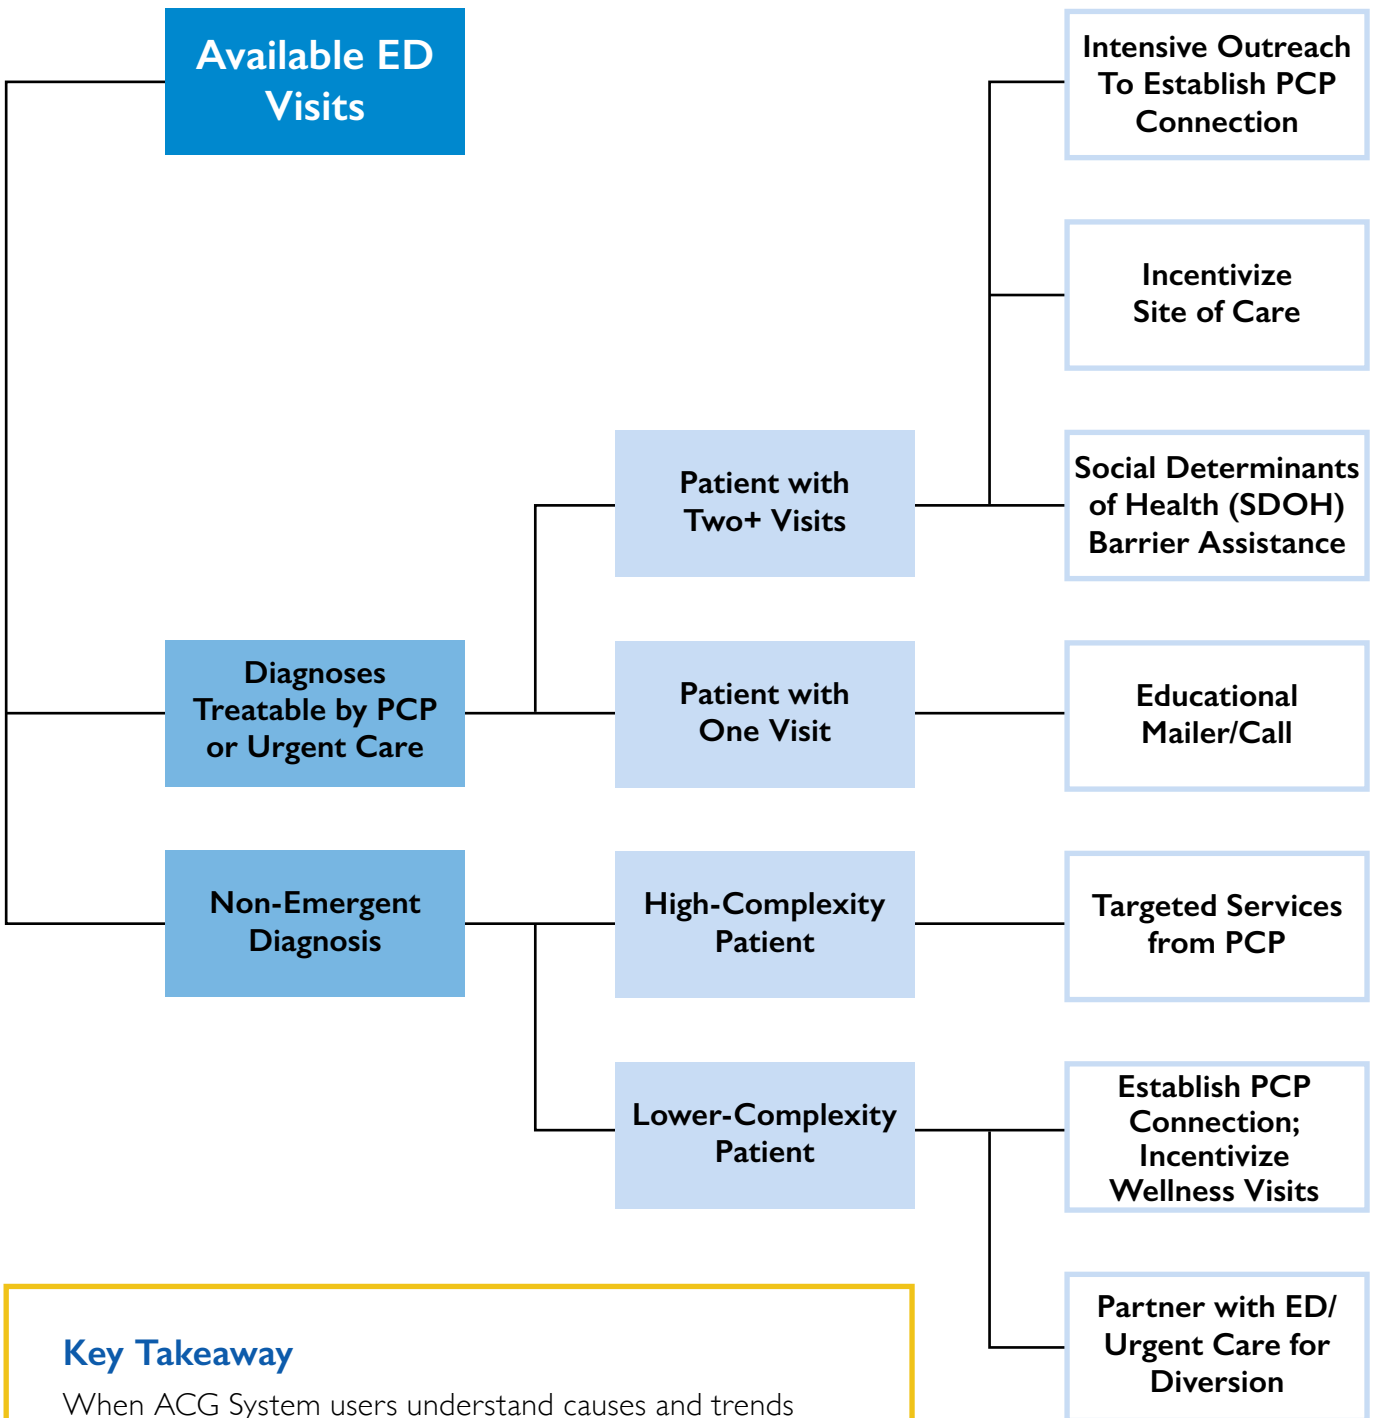 Available ED
Visits
Intensive Outreach
To Establish PCP
Connection
Incentivize
Site of Care
Patient with
Two+ Visits
Social Determinants
of Health (SDOH)
Barrier Assistance
Diagnoses
Treatable by PCP
or Urgent Care
Patient with
One Visit
Educational
Mailer/Call
Non-Emergent
Diagnosis
High-Complexity
Patient
Targeted Services
from PCP
Lower-Complexity
Patient
Establish PCP
Connection;
Incentivize
Wellness Visits
Partner with ED/
Urgent Care for
Diversion
Key Takeaway
When ACG System users understand causes and trends